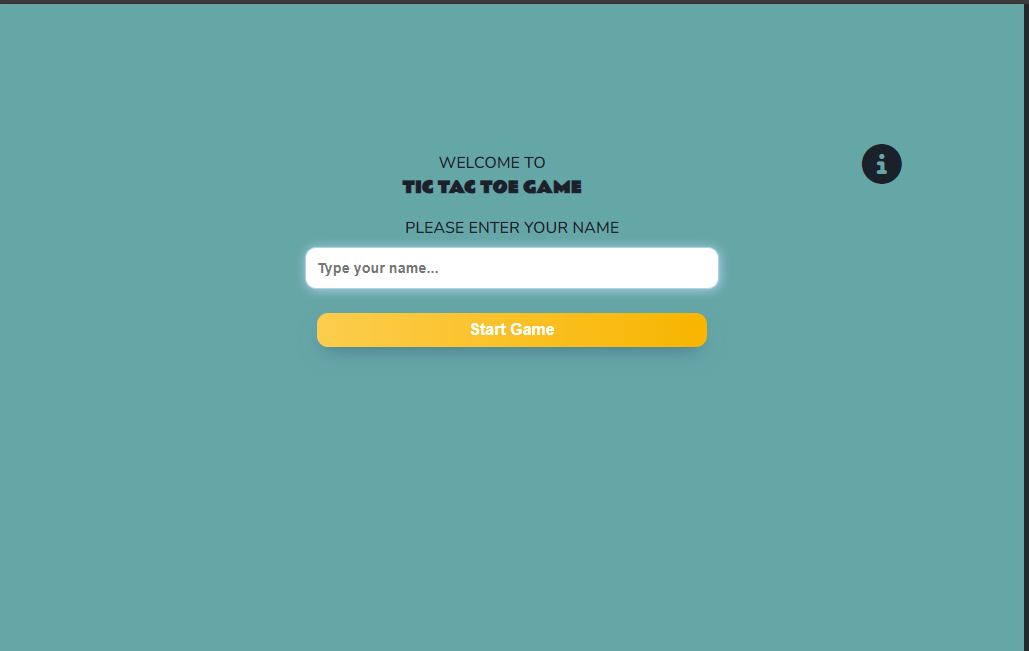 WELCOME TO
TIC TAC TOE GAME
PLEASE ENTER YOUR NAME
Type your name...
Start Game